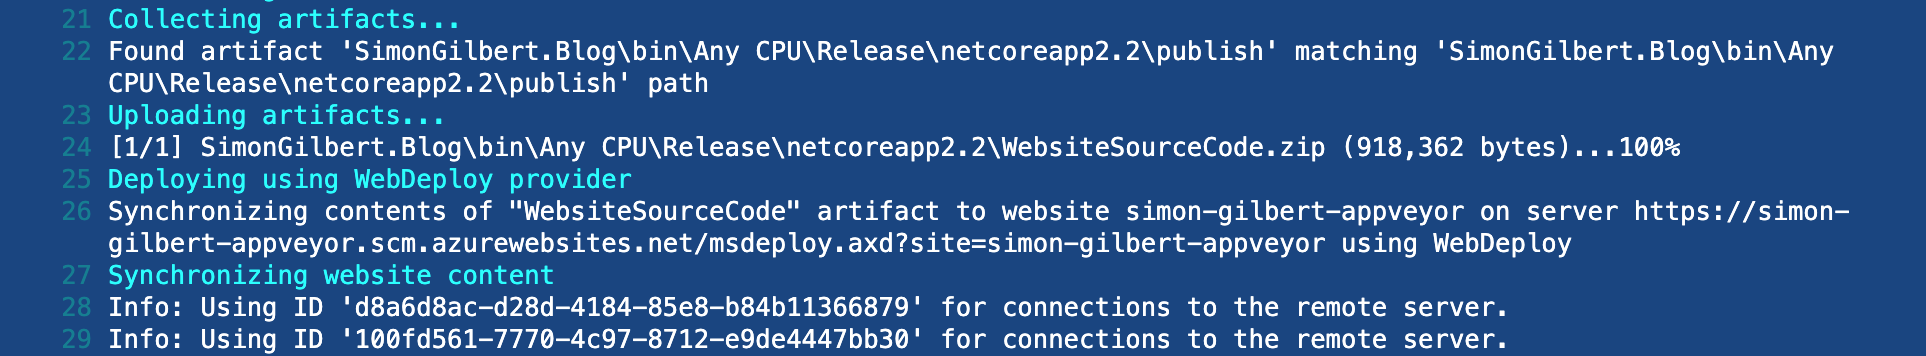 21 Collecting artifacts...
22 Found artifact 'SimonGilbert.Blog\bin\Any CPU\Release\netcoreapp2.2\publish' matching 'SimonGilbert.Blog\bin\Any
CPU\Release\netcoreapp2.2\publish' path
23 Uploading artifacts...
24 [1/1] SimonGilbert.Blog\bin\Any CPU\Release\netcoreapp2.2\WebsiteSourceCode.zip (918,362 bytes)...100%
25 Deploying using WebDeploy provider
26 Synchronizing contents of "WebsiteSourceCode" artifact to website simon-gilbert-appveyor on server https://simon-
gilbert-appveyor.scm.azurewebsites.net/msdeploy.axd?site=simon-gilbert-appveyor using WebDeploy
27 Synchronizing website content
28 Info: Using ID 'd8a6d8ac-d28d-4184-85e8-b84b11366879' for connections to the remote server.
29 Info: Using ID '100fd561-7770-4c97-8712-e9de4447bb30' for connections to the remote server.